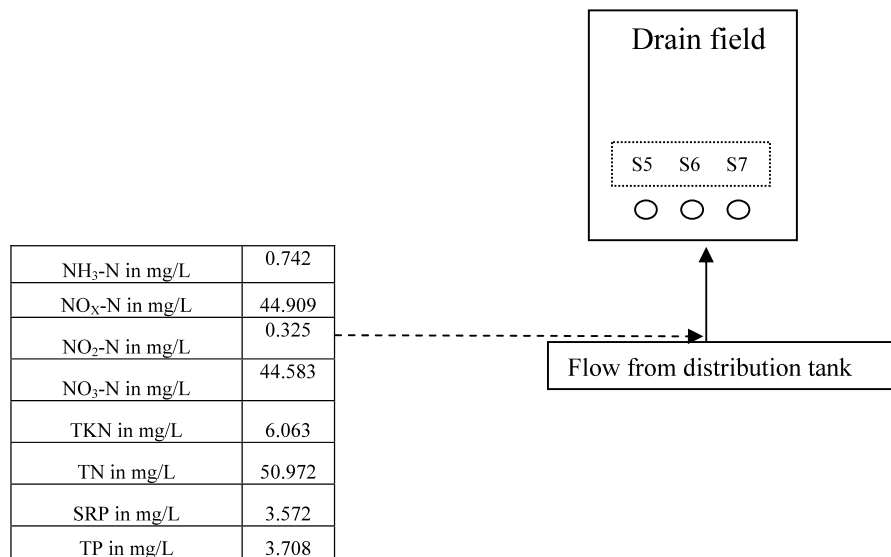 Drain field
S5 S6 S7
NH₃-N in mg/L 0.742
NOₓ-N in mg/L 44.909
NO₂-N in mg/L 0.325
NO₃-N in mg/L 44.583
TKN in mg/L 6.063
TN in mg/L 50.972
SRP in mg/L 3.572
TP in mg/L 3.708
Flow from distribution tank